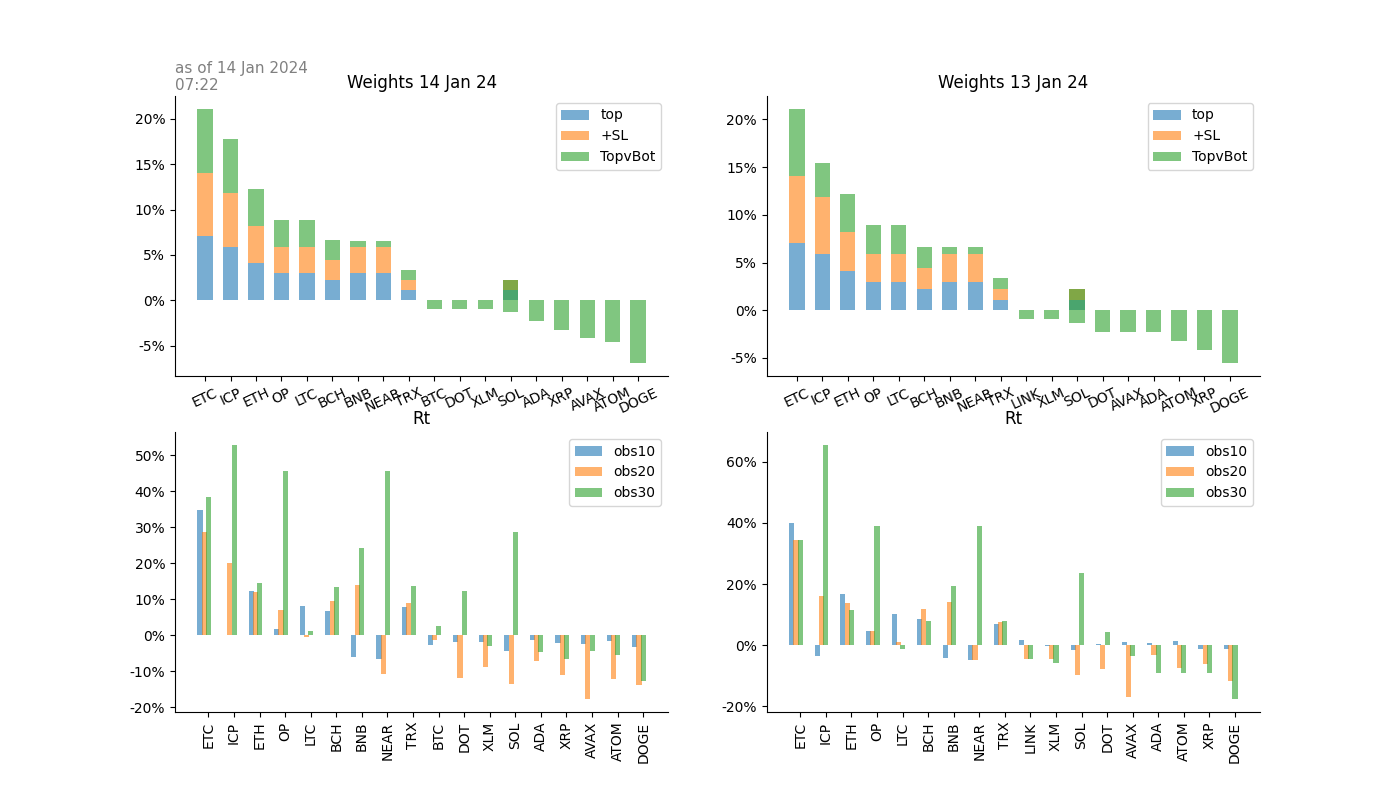 as of 14 Jan 2024
07:22
Weights 14 Jan 24
20%
15%
10%
5%
0%
-5%
top
+SL
TopvBot
ETC ICP ETH OP LTC BCH BNB NEAR TRX BTC DOT XLM SOL ADA XRP AVAX ATOM DOGE
Weights 13 Jan 24
20%
15%
10%
5%
0%
-5%
top
+SL
TopvBot
ETC ICP ETH OP LTC BCH BNB NEAR TRX LINK XLM SOL DOT AVAX ADA ATOM XRP DOGE
Rt
50%
40%
30%
20%
10%
0%
-10%
-20%
obs10
obs20
obs30
ETC ICP ETH OP LTC BCH BNB NEAR TRX BTC DOT XLM SOL ADA XRP AVAX ATOM DOGE
Rt
60%
40%
20%
0%
-20%
obs10
obs20
obs30
ETC ICP ETH OP LTC BCH BNB NEAR TRX LINK XLM SOL DOT AVAX ADA ATOM XRP DOGE